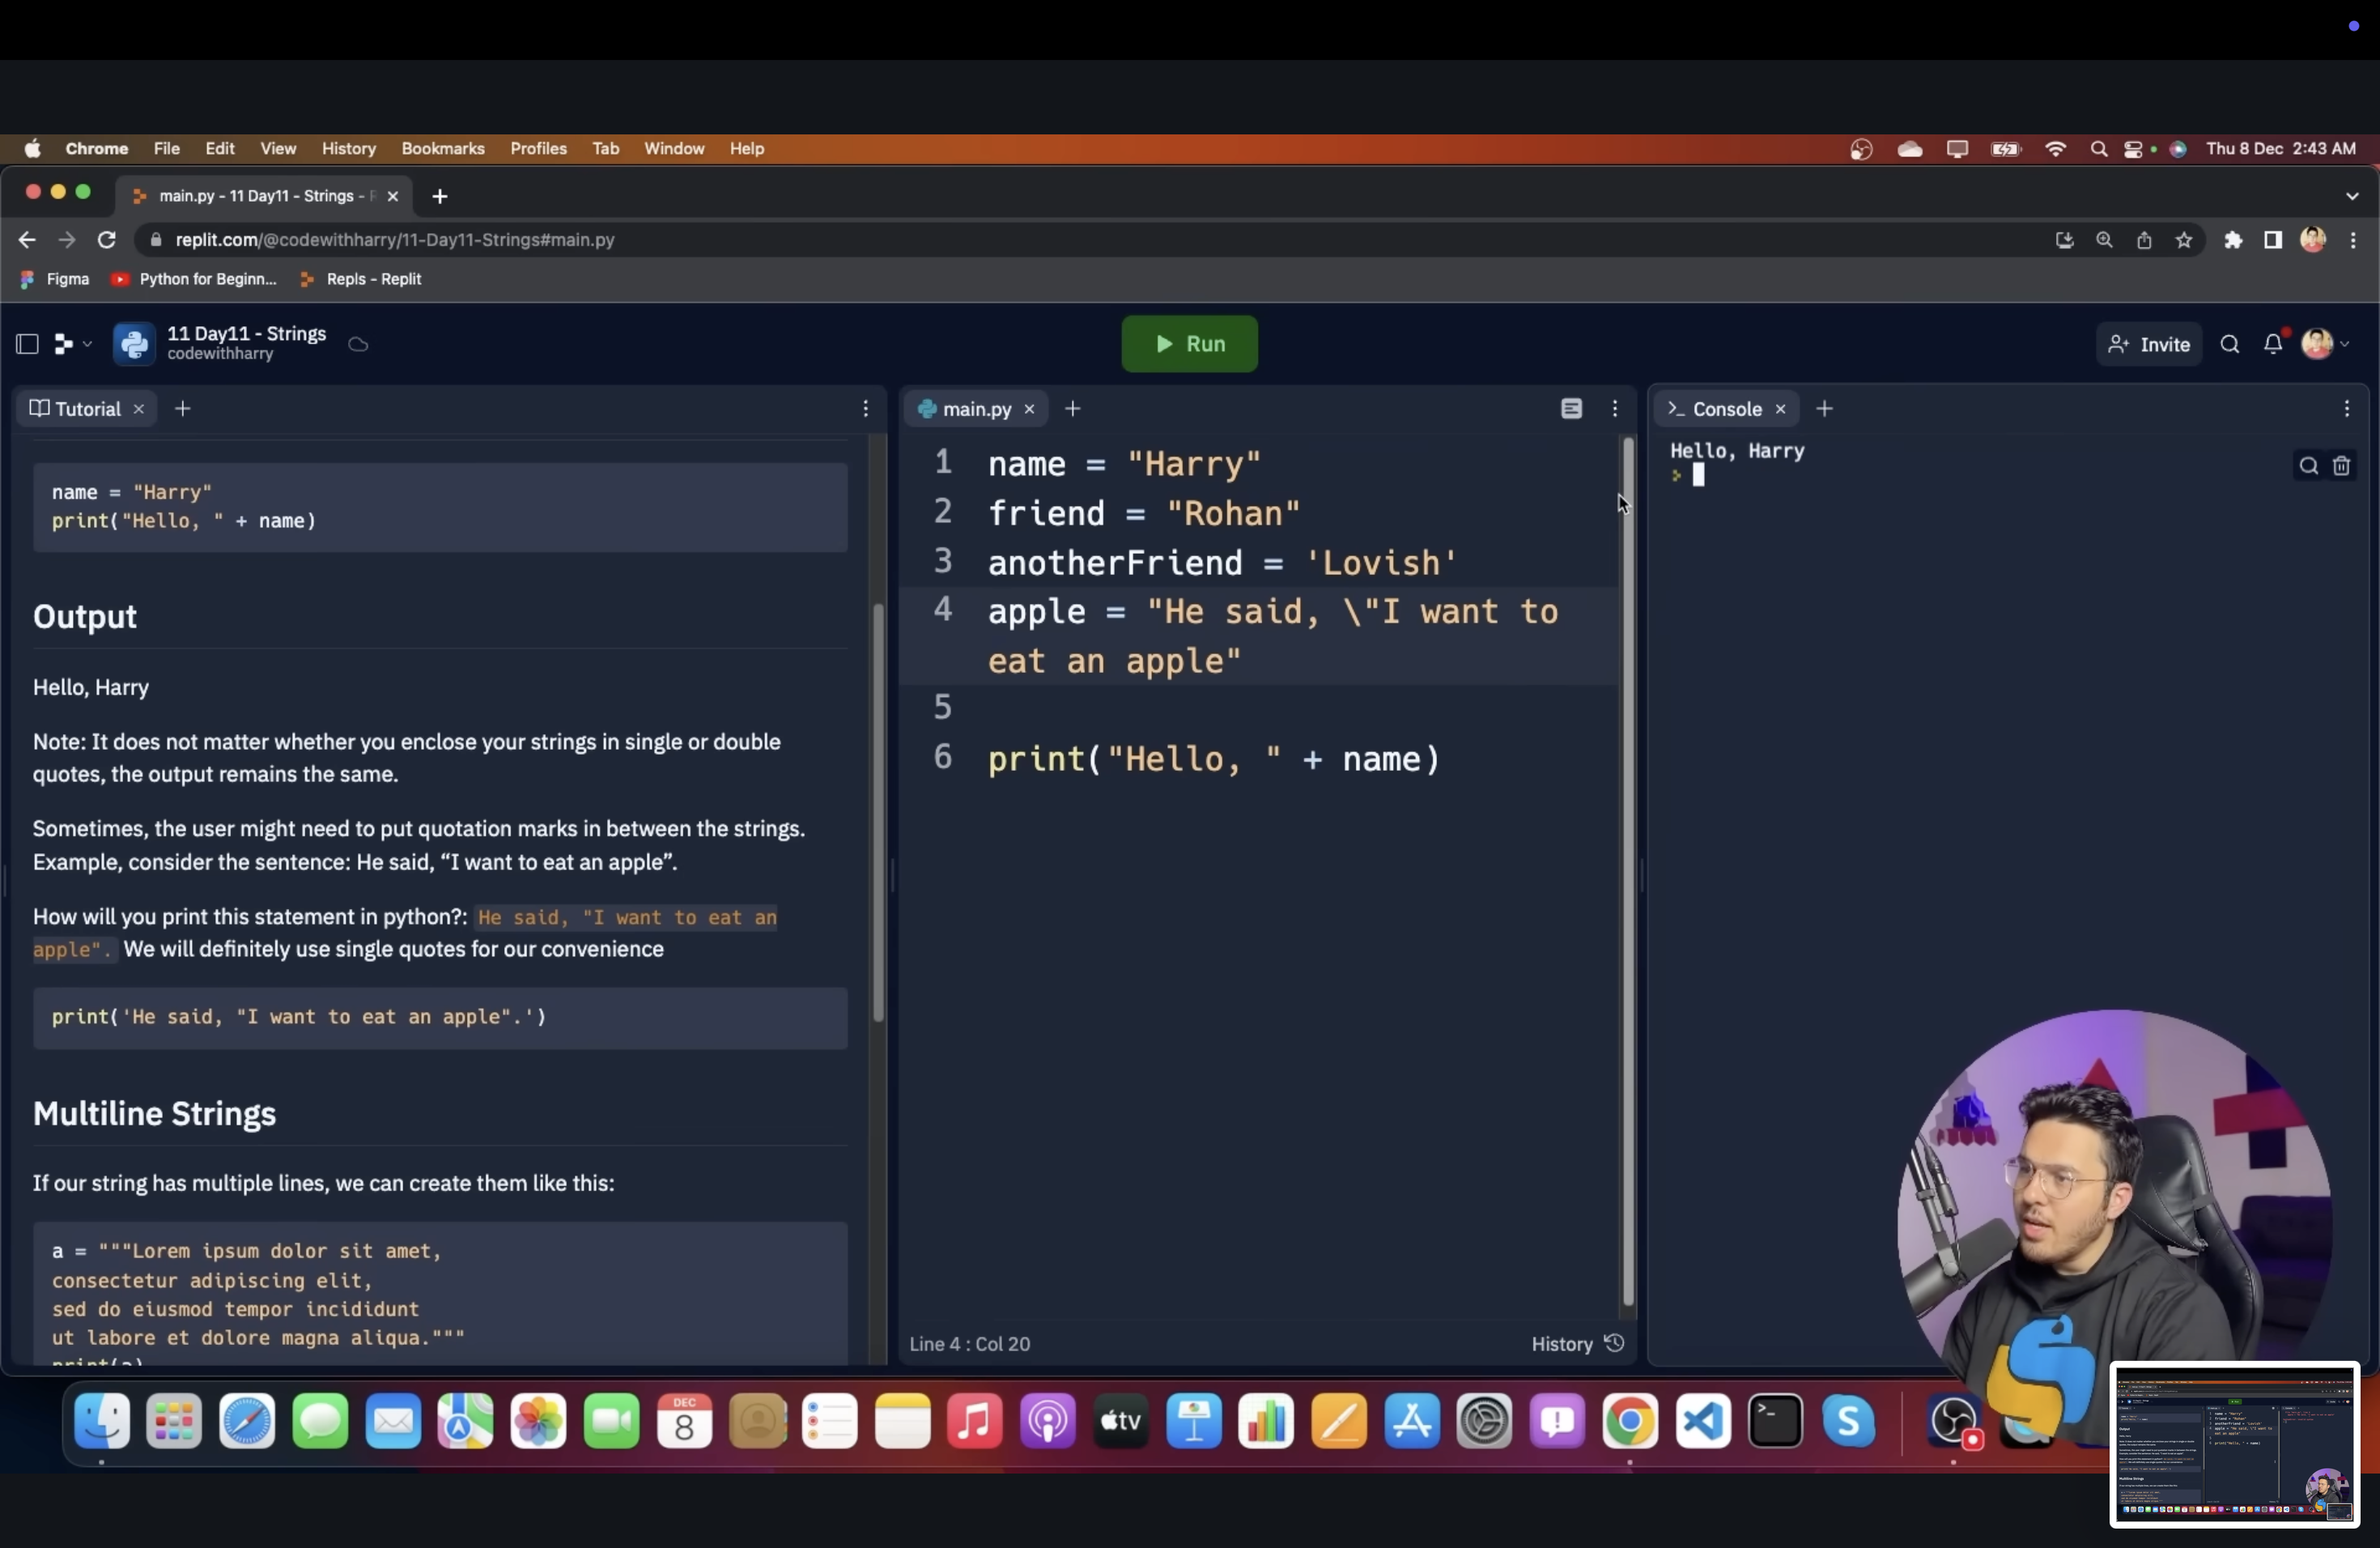 Chrome File Edit View History Bookmarks Profiles Tab Window Help Thu 8 Dec 2:43 AM
main.py - 11 Day11 - Strings -
replit.com/@codewithharry/11-Day11-Strings#main.py
Figma Python for Beginn... Repls - Replit
11 Day11 - Strings
codewithharry
Run
Invite
Tutorial
name = "Harry"
print("Hello, " + name)
Output
Hello, Harry
Note: It does not matter whether you enclose your strings in single or double
quotes, the output remains the same.
Sometimes, the user might need to put quotation marks in between the strings.
Example, consider the sentence: He said, “I want to eat an apple”.
How will you print this statement in python?: He said, "I want to eat an
apple". We will definitely use single quotes for our convenience
print('He said, "I want to eat an apple".')
Multiline Strings
If our string has multiple lines, we can create them like this:
a = """Lorem ipsum dolor sit amet,
consectetur adipiscing elit,
sed do eiusmod tempor incididunt
ut labore et dolore magna aliqua."""
print(a)
main.py
1 name = "Harry"
2 friend = "Rohan"
3 anotherFriend = 'Lovish'
4 apple = "He said, \"I want to
eat an apple"
5
6 print("Hello, " + name)
Line 4 : Col 20 History
>_ Console
Hello, Harry
DEC
8
tv